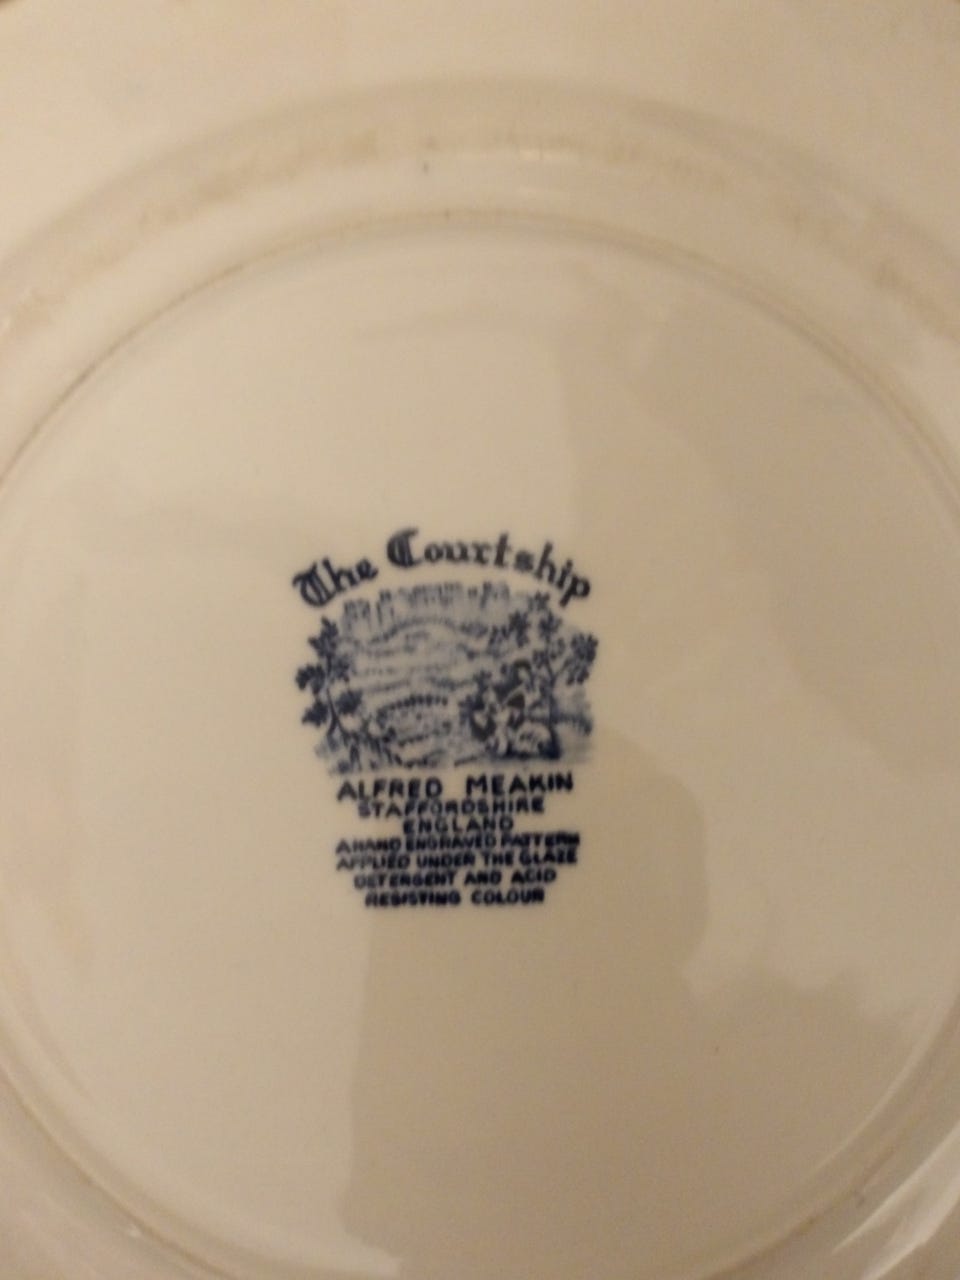 The Courtship
ALFRED MEAKIN
STAFFORDSHIRE
ENGLAND
A HAND ENGRAVED PATTERN
APPLIED UNDER THE GLAZE
DETERGENT AND ACID
RESISTING COLOUR